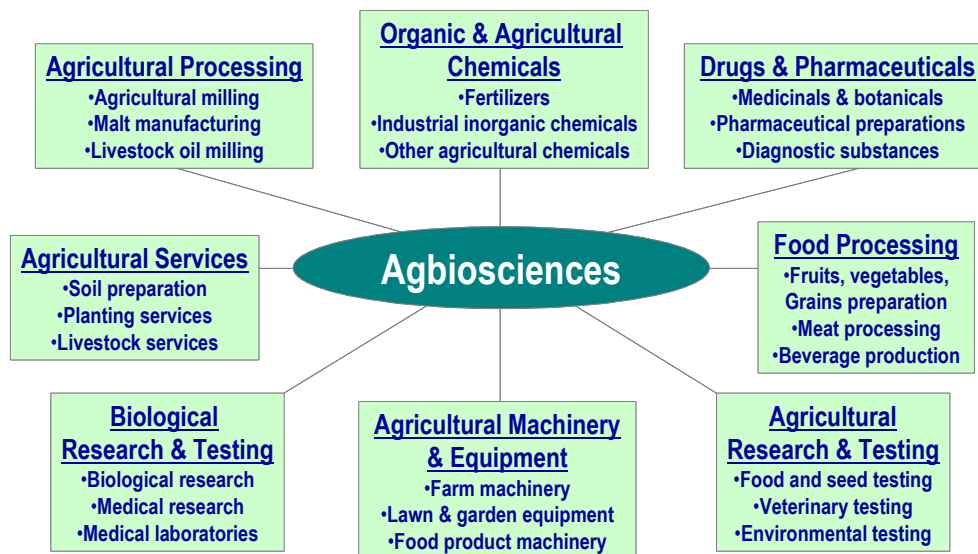 Agricultural Processing
•Agricultural milling
•Malt manufacturing
•Livestock oil milling
Organic & Agricultural
Chemicals
•Fertilizers
•Industrial inorganic chemicals
•Other agricultural chemicals
Drugs & Pharmaceuticals
•Medicinals & botanicals
•Pharmaceutical preparations
•Diagnostic substances
Agricultural Services
•Soil preparation
•Planting services
•Livestock services
Agbiosciences
Food Processing
•Fruits, vegetables,
Grains preparation
•Meat processing
•Beverage production
Biological
Research & Testing
•Biological research
•Medical research
•Medical laboratories
Agricultural Machinery
& Equipment
•Farm machinery
•Lawn & garden equipment
•Food product machinery
Agricultural
Research & Testing
•Food and seed testing
•Veterinary testing
•Environmental testing